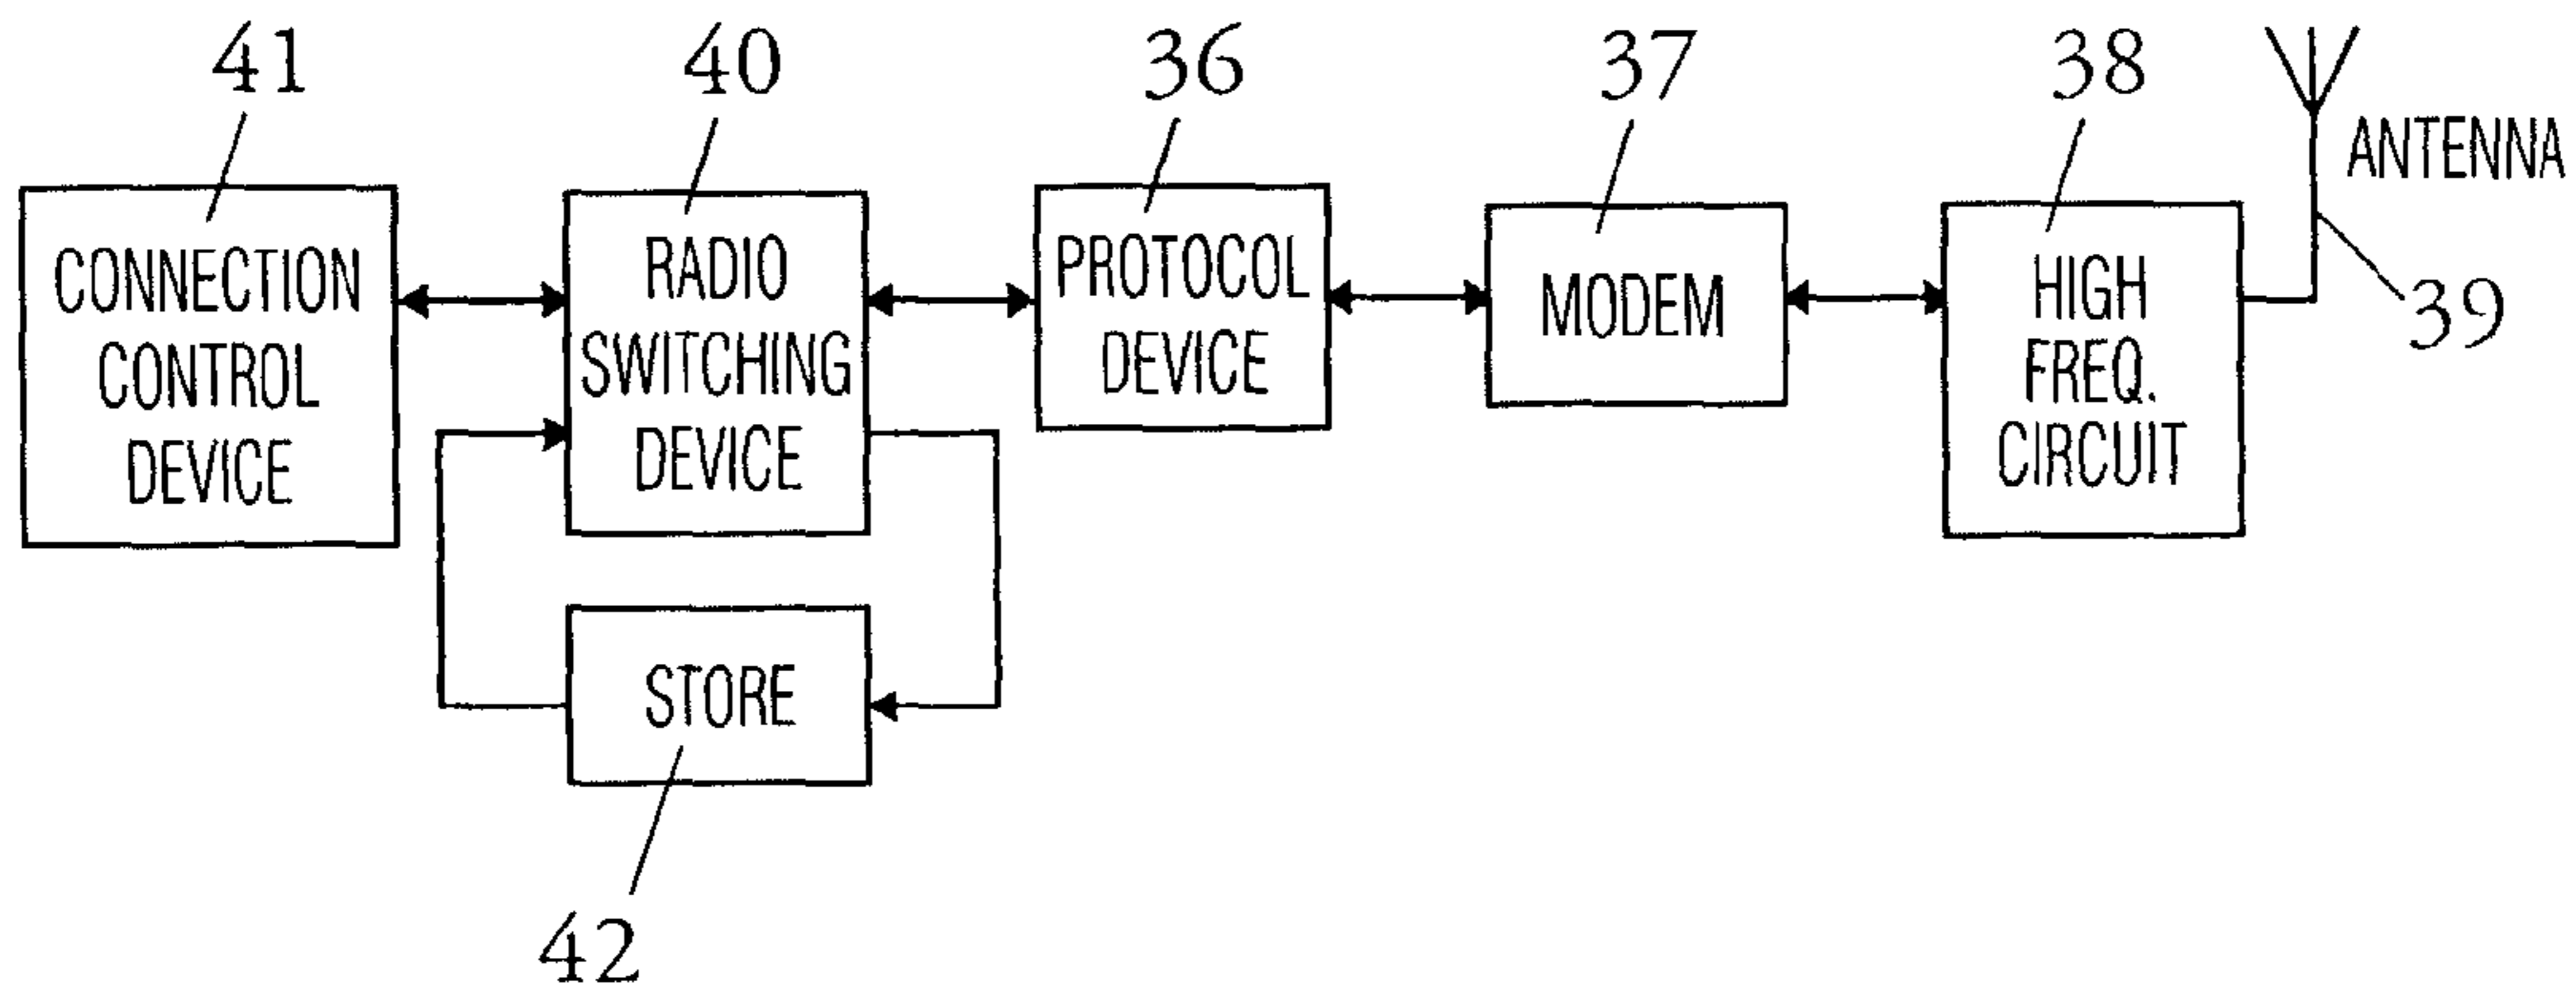 41
40
36
37
38
ANTENNA
39
CONNECTION
CONTROL
DEVICE
RADIO
SWITCHING
DEVICE
PROTOCOL
DEVICE
MODEM
HIGH
FREQ.
CIRCUIT
STORE
42